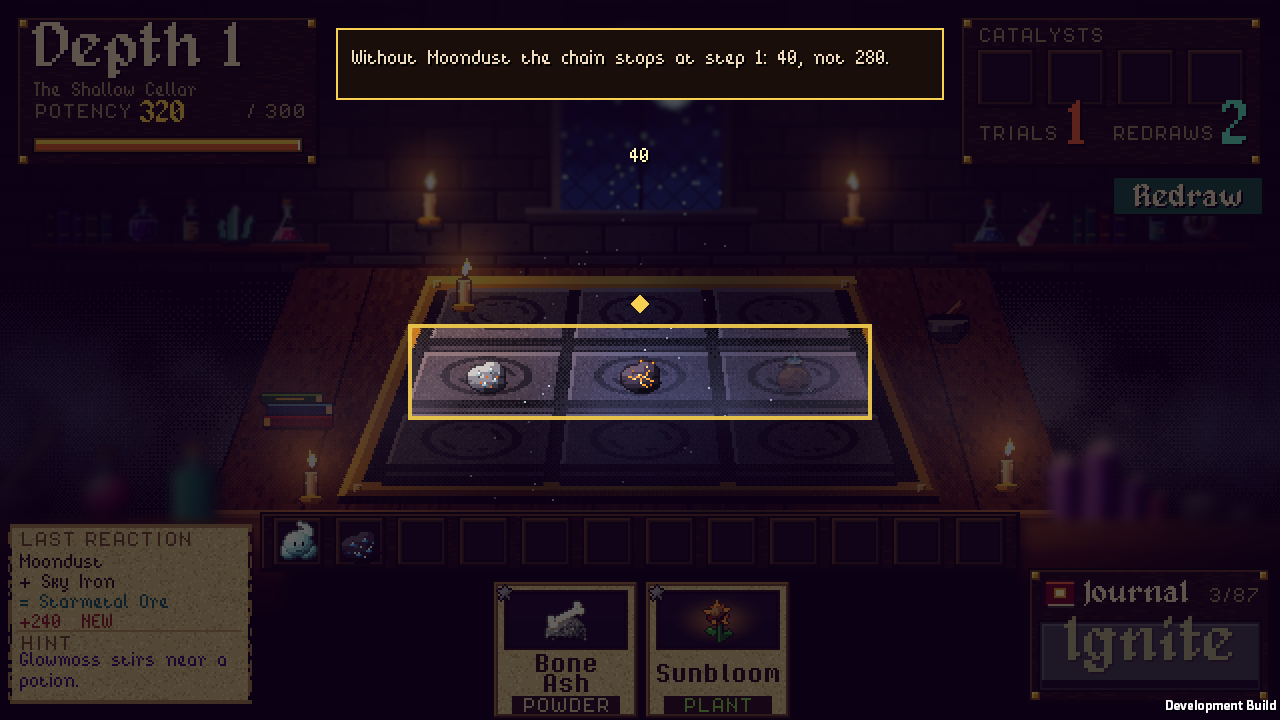 Depth 1
The Shallow Cellar
POTENCY 320 / 300
Without Moondust the chain stops at step 1: 40, not 280.
CATALYSTS
TRIALS 1 REDRAWS 2
40
Redraw
LAST REACTION
Moondust
+ Sky Iron
= Starmetal Ore
+240 NEW
HINT
Glowmoss stirs near a
potion.
Bone
Ash
POWDER
Sunbloom
PLANT
Journal 3/87
Ignite
Development Build